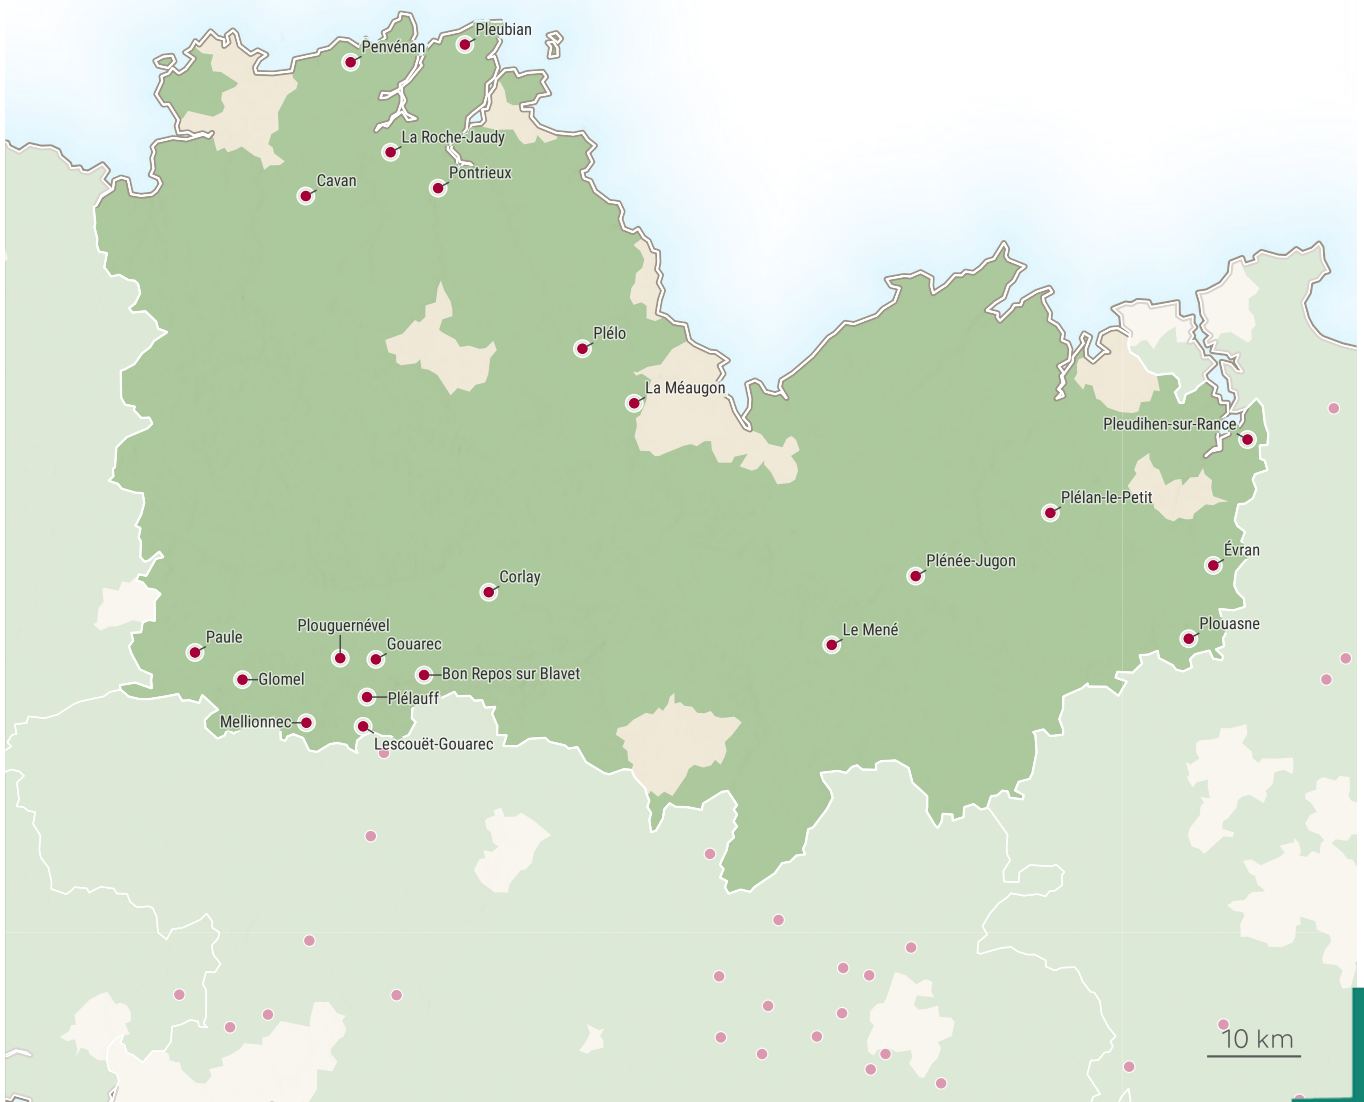 Pleubian
Penvénan
La Roche-Jaudy
Pontrieux
Cavan
Plélo
La Méaugon
Pleudihen-sur-Rance
Plélan-le-Petit
Évran
Plénée-Jugon
Corlay
Plouasne
Plouguernével
Le Mené
Paule
Gouarec
Bon Repos sur Blavet
Glomel
Plélauff
Mellionnec
Lescouët-Gouarec
10 km